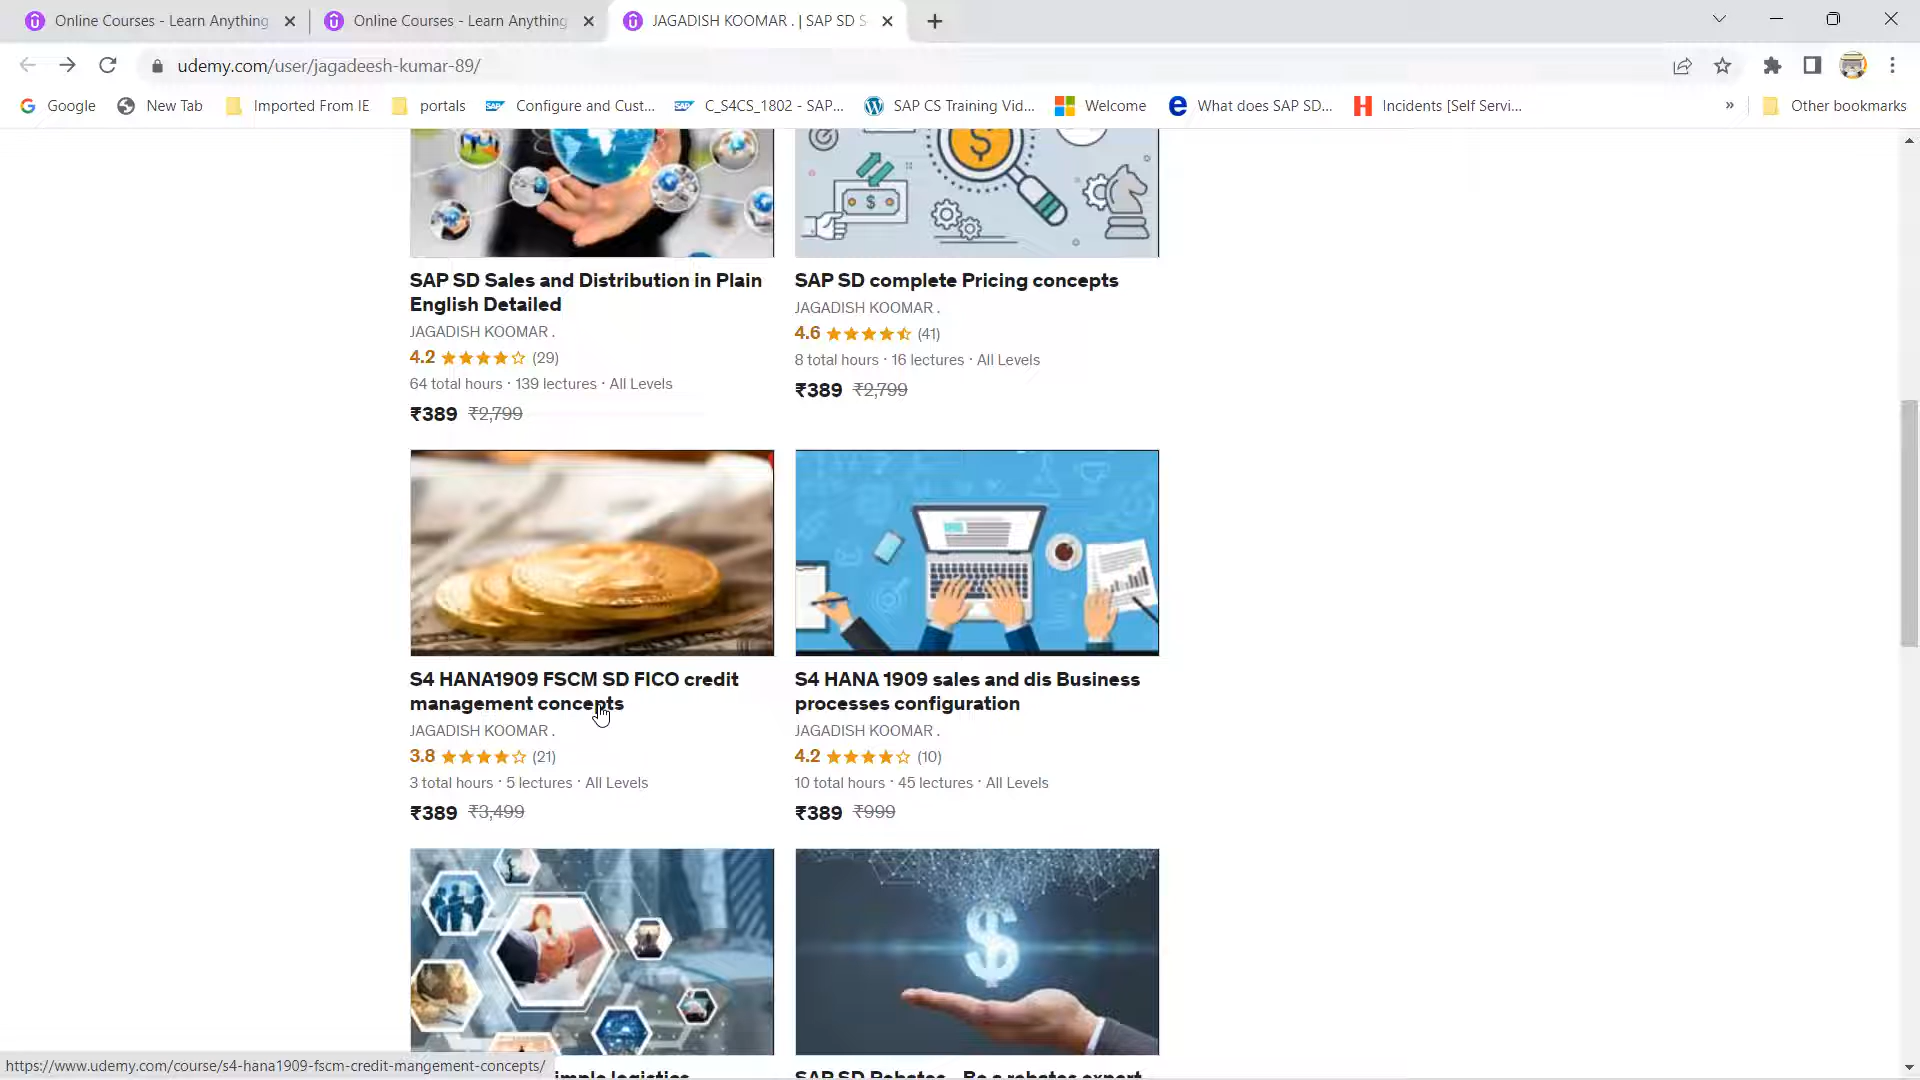 Online Courses - Learn Anything
Online Courses - Learn Anything
JAGADISH KOOMAR . | SAP SD S
udemy.com/user/jagadeesh-kumar-89/
Google
New Tab
Imported From IE
portals
Configure and Cust...
C_S4CS_1802 - SAP...
SAP CS Training Vid...
Welcome
What does SAP SD...
Incidents [Self Servi...
»
Other bookmarks
SAP SD Sales and Distribution in Plain
English Detailed
JAGADISH KOOMAR .
4.2 (29)
64 total hours · 139 lectures · All Levels
₹389 ₹2,799
SAP SD complete Pricing concepts
JAGADISH KOOMAR .
4.6 (41)
8 total hours · 16 lectures · All Levels
₹389 ₹2,799
S4 HANA1909 FSCM SD FICO credit
management concepts
JAGADISH KOOMAR .
3.8 (21)
3 total hours · 5 lectures · All Levels
₹389 ₹3,499
S4 HANA 1909 sales and dis Business
processes configuration
JAGADISH KOOMAR .
4.2 (10)
10 total hours · 45 lectures · All Levels
₹389 ₹999
https://www.udemy.com/course/s4-hana1909-fscm-credit-mangement-concepts/
logistics
SAP SD Rebates - Be a rebates expert